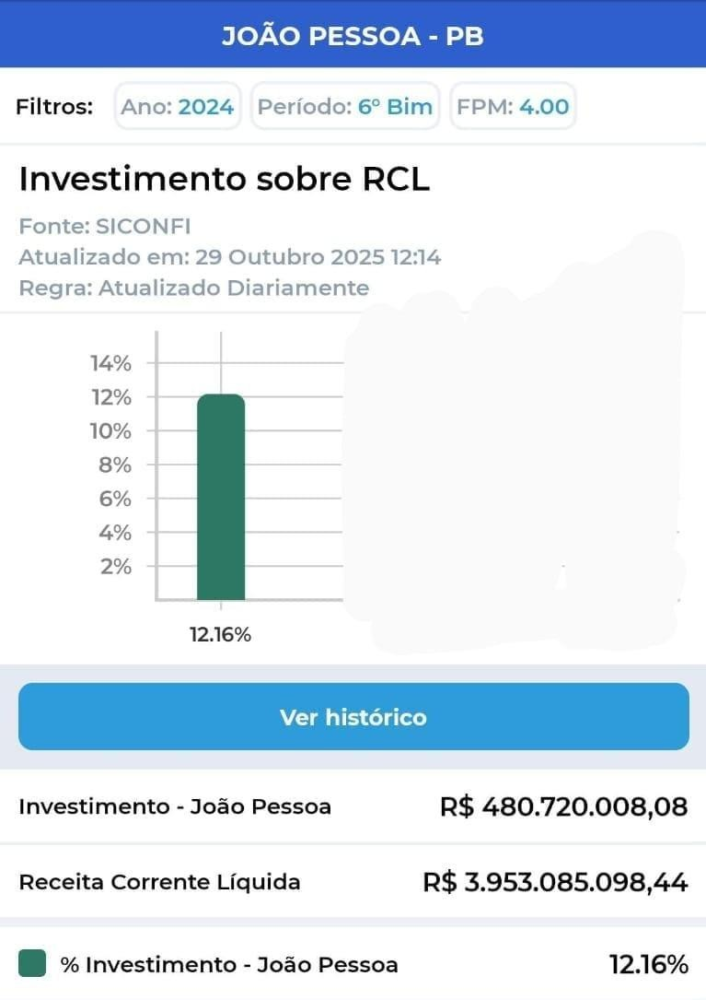 JOÃO PESSOA - PB
Filtros: Ano: 2024 Período: 6º Bim FPM: 4.00
Investimento sobre RCL
Fonte: SICONFI
Atualizado em: 29 Outubro 2025 12:14
Regra: Atualizado Diariamente
14%
12%
10%
8%
6%
4%
2%
12.16%
Ver histórico
Investimento - João Pessoa R$ 480.720.008,08
Receita Corrente Líquida R$ 3.953.085.098,44
% Investimento - João Pessoa 12.16%